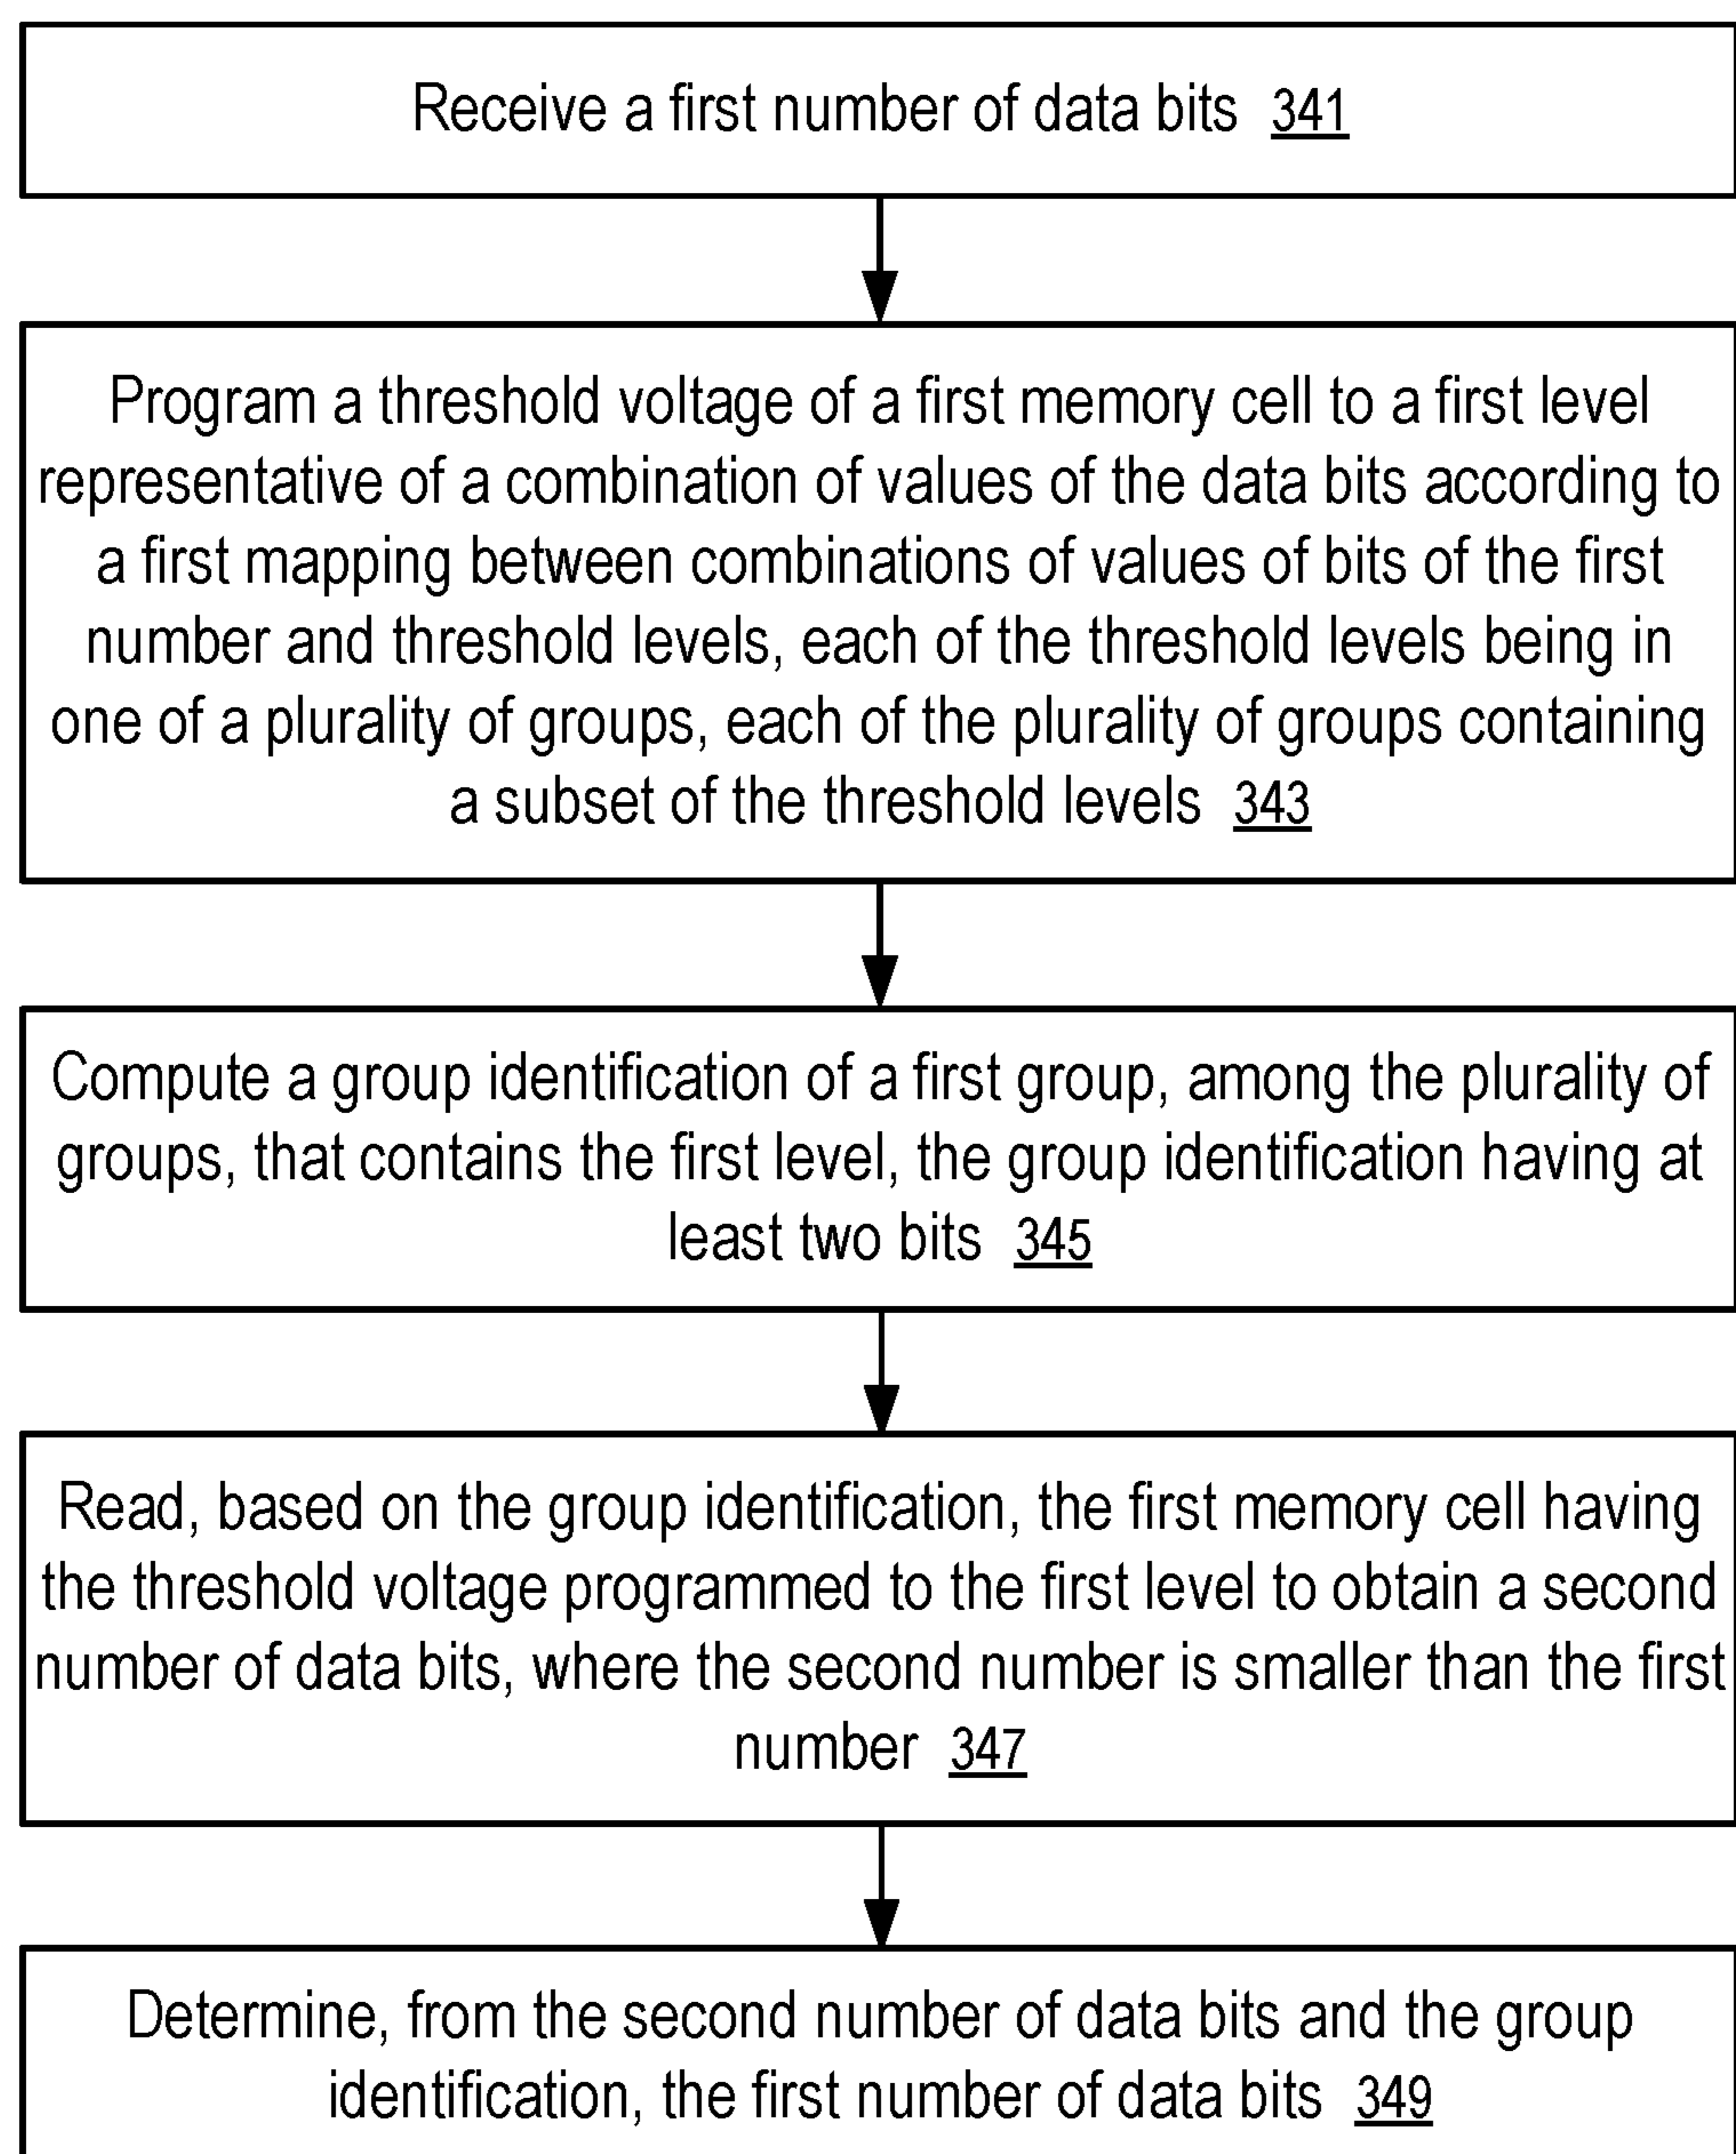 Receive a first number of data bits 341
Program a threshold voltage of a first memory cell to a first level
representative of a combination of values of the data bits according to
a first mapping between combinations of values of bits of the first
number and threshold levels, each of the threshold levels being in
one of a plurality of groups, each of the plurality of groups containing
a subset of the threshold levels 343
Compute a group identification of a first group, among the plurality of
groups, that contains the first level, the group identification having at
least two bits 345
Read, based on the group identification, the first memory cell having
the threshold voltage programmed to the first level to obtain a second
number of data bits, where the second number is smaller than the first
number 347
Determine, from the second number of data bits and the group
identification, the first number of data bits 349